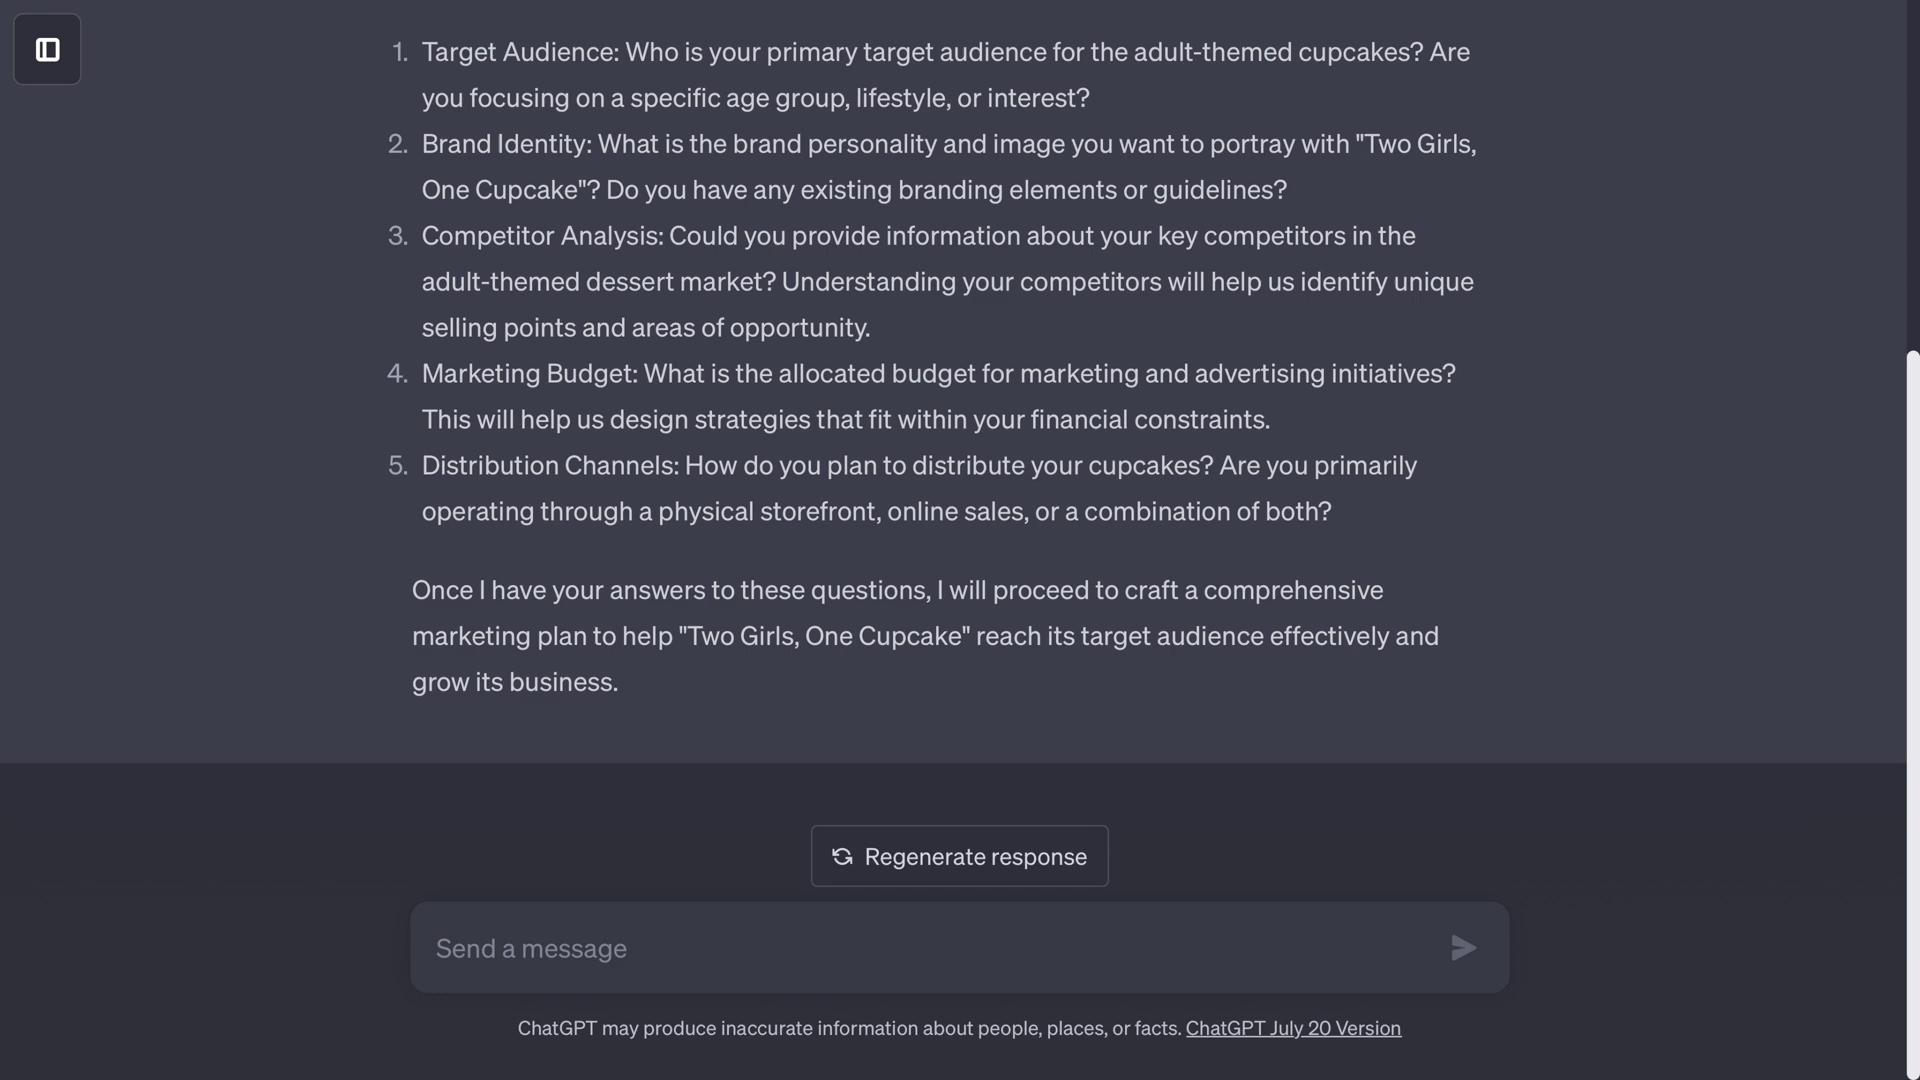 1. Target Audience: Who is your primary target audience for the adult-themed cupcakes? Are
you focusing on a specific age group, lifestyle, or interest?
2. Brand Identity: What is the brand personality and image you want to portray with "Two Girls,
One Cupcake"? Do you have any existing branding elements or guidelines?
3. Competitor Analysis: Could you provide information about your key competitors in the
adult-themed dessert market? Understanding your competitors will help us identify unique
selling points and areas of opportunity.
4. Marketing Budget: What is the allocated budget for marketing and advertising initiatives?
This will help us design strategies that fit within your financial constraints.
5. Distribution Channels: How do you plan to distribute your cupcakes? Are you primarily
operating through a physical storefront, online sales, or a combination of both?
Once I have your answers to these questions, I will proceed to craft a comprehensive
marketing plan to help "Two Girls, One Cupcake" reach its target audience effectively and
grow its business.
Regenerate response
Send a message
ChatGPT may produce inaccurate information about people, places, or facts. ChatGPT July 20 Version